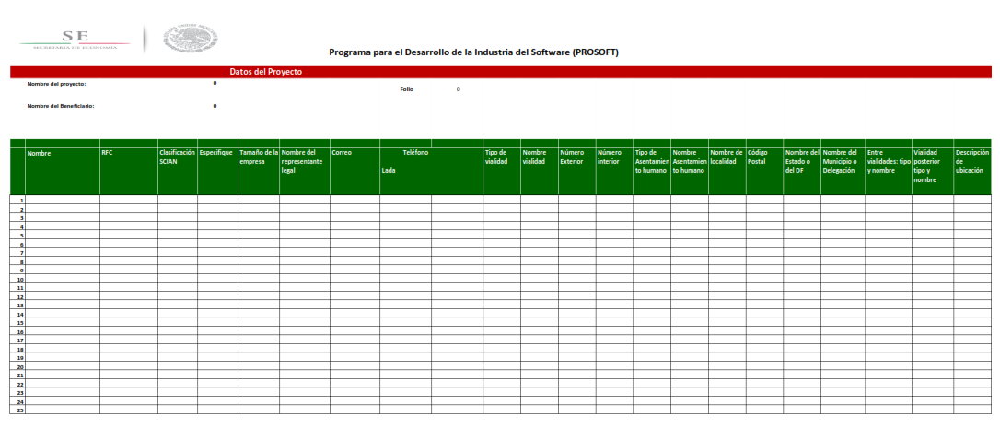 SE
SECRETARÍA DE ECONOMÍA
Programa para el Desarrollo de la Industria del Software (PROSOFT)
Datos del Proyecto
Nombre del proyecto: 0
Folio 0
Nombre del Beneficiario: 0
Nombre
RFC
Clasificación
SCIAN
Especifique
Tamaño de la
empresa
Nombre del
representante
legal
Correo
Teléfono
Lada
Tipo de
vialidad
Nombre
vialidad
Número
Exterior
Número
interior
Tipo de
Asentamien
to humano
Nombre
Asentamien
to humano
Nombre de
localidad
Código
Postal
Nombre del
Estado o
del DF
Nombre del
Municipio o
Delegación
Entre
vialidades: tipo
y nombre
Vialidad
posterior
tipo y
nombre
Descripción
de
ubicación
1
2
3
4
5
6
7
8
9
10
11
12
13
14
15
16
17
18
19
20
21
22
23
24
25